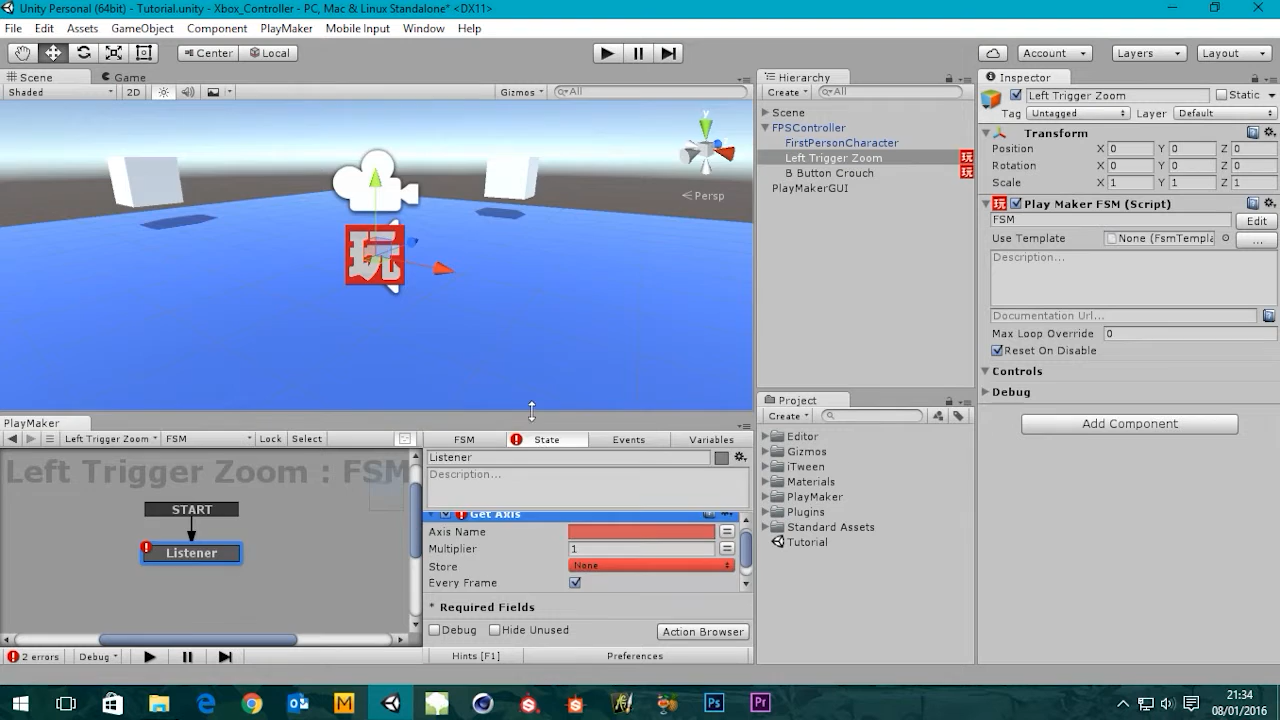 Unity Personal (64bit) - Tutorial.unity - Xbox_Controller - PC, Mac & Linux Standalone* <DX11>
File Edit Assets GameObject Component PlayMaker Mobile Input Window Help
Center Local Account Layers Layout
Scene Game
Shaded 2D Gizmos All
y
Persp
玩
Hierarchy
Create All
Scene
FPSController
FirstPersonCharacter
Left Trigger Zoom 玩
B Button Crouch 玩
PlayMakerGUI
Project
Create
Editor
Gizmos
iTween
Materials
PlayMaker
Plugins
Standard Assets
Tutorial
Inspector
Left Trigger Zoom Static
Tag Untagged Layer Default
Transform
Position X 0 Y 0 Z 0
Rotation X 0 Y 0 Z 0
Scale X 1 Y 1 Z 1
玩 Play Maker FSM (Script)
FSM Edit
Use Template None (FsmTempla ...
Description...
Documentation Url...
Max Loop Override 0
Reset On Disable
Controls
Debug
Add Component
PlayMaker
Left Trigger Zoom FSM Lock Select
Left Trigger Zoom : FSM
START
Listener
2 errors Debug
FSM State Events Variables
Listener
Description...
Get Axis
Axis Name
Multiplier 1
Store None
Every Frame
* Required Fields
Debug Hide Unused Action Browser
Hints [F1] Preferences
M Ps Pr
21:34
08/01/2016